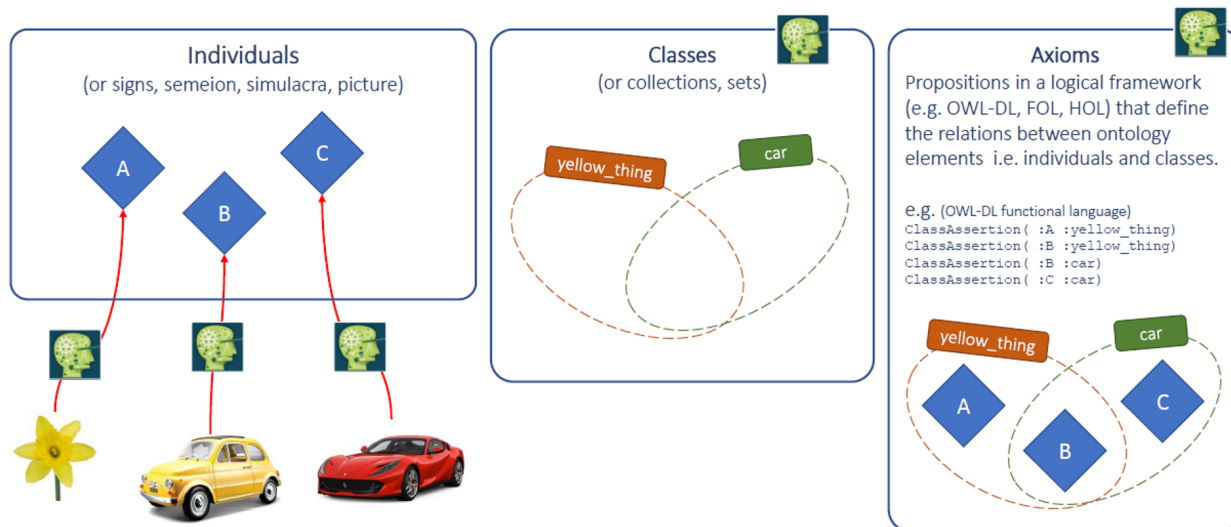 Individuals
(or signs, semeion, simulacra, picture)
A
B
C
Classes
(or collections, sets)
yellow_thing
car
Axioms
Propositions in a logical framework
(e.g. OWL-DL, FOL, HOL) that define
the relations between ontology
elements i.e. individuals and classes.
e.g. (OWL-DL functional language)
ClassAssertion( :A :yellow_thing)
ClassAssertion( :B :yellow_thing)
ClassAssertion( :B :car)
ClassAssertion( :C :car)
yellow_thing
car
A
B
C